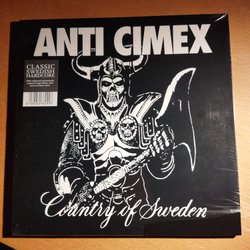 ANTI CIMEX
CLASSIC
SWEDISH
HARDCORE
Country of Sweden